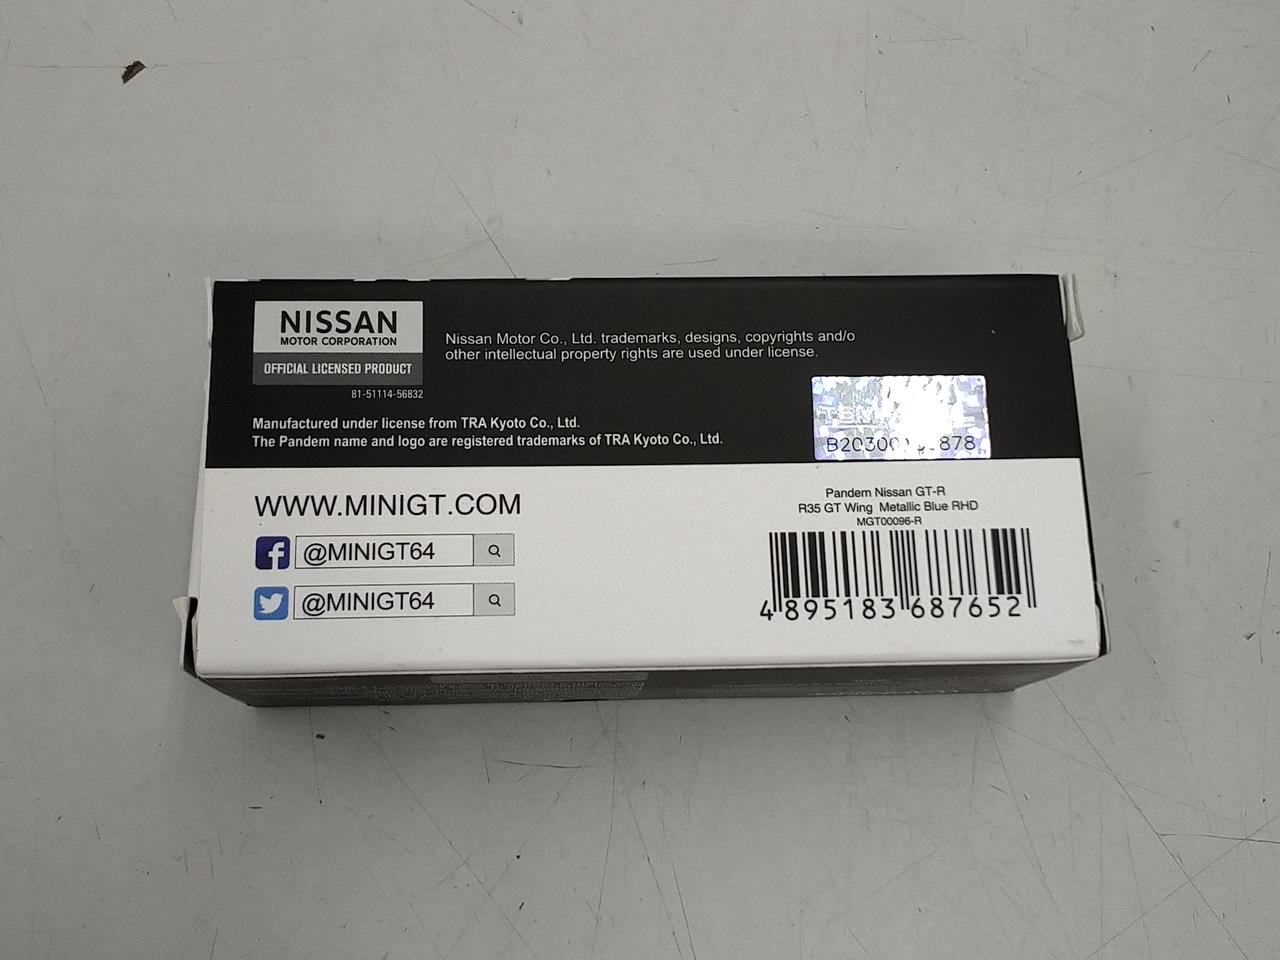 NISSAN
MOTOR CORPORATION
OFFICIAL LICENSED PRODUCT
81-51114-56832
Nissan Motor Co., Ltd. trademarks, designs, copyrights and/o
other intellectual property rights are used under license.
Manufactured under license from TRA Kyoto Co., Ltd.
The Pandem name and logo are registered trademarks of TRA Kyoto Co., Ltd.
WWW.MINIGT.COM
@MINIGT64
@MINIGT64
Pandem Nissan GT-R
R35 GT Wing Metallic Blue RHD
MGT00096-R
4 895183 687652